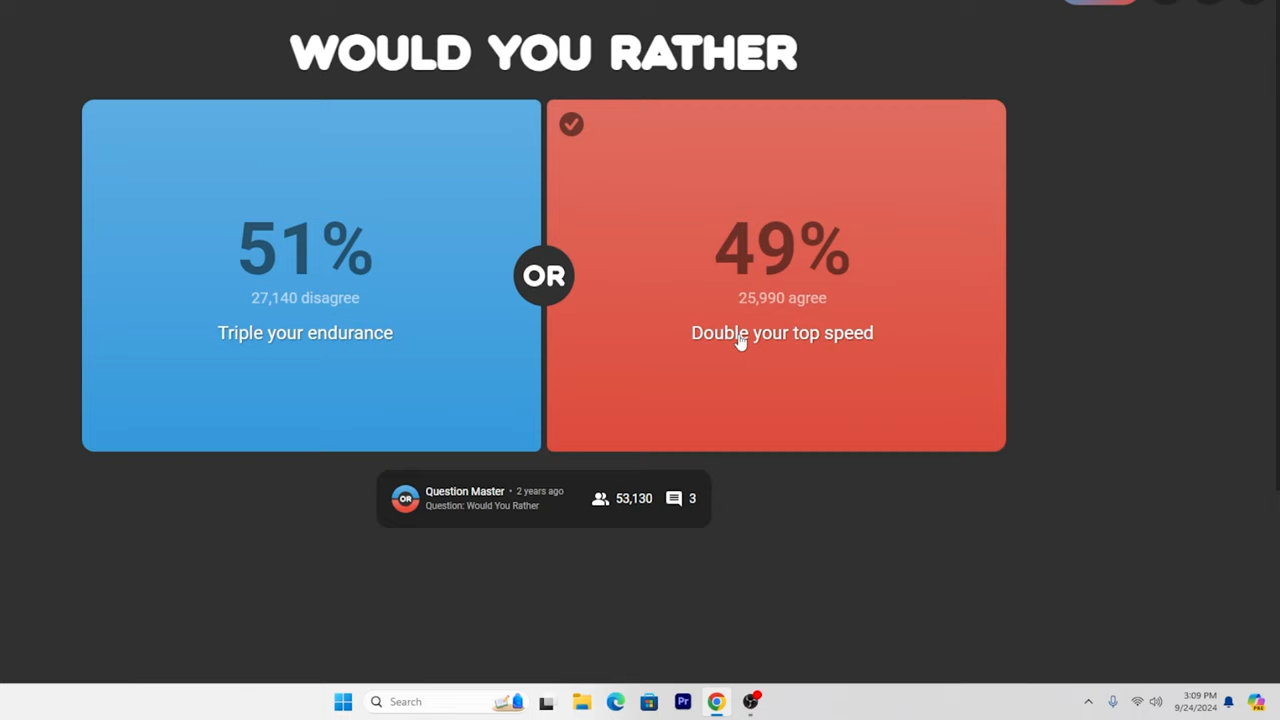 WOULD YOU RATHER
51%
27,140 disagree
Triple your endurance
OR
49%
25,990 agree
Double your top speed
OR
Question Master • 2 years ago
Question: Would You Rather
53,130
3
Search
Pr
3:09 PM
9/24/2024